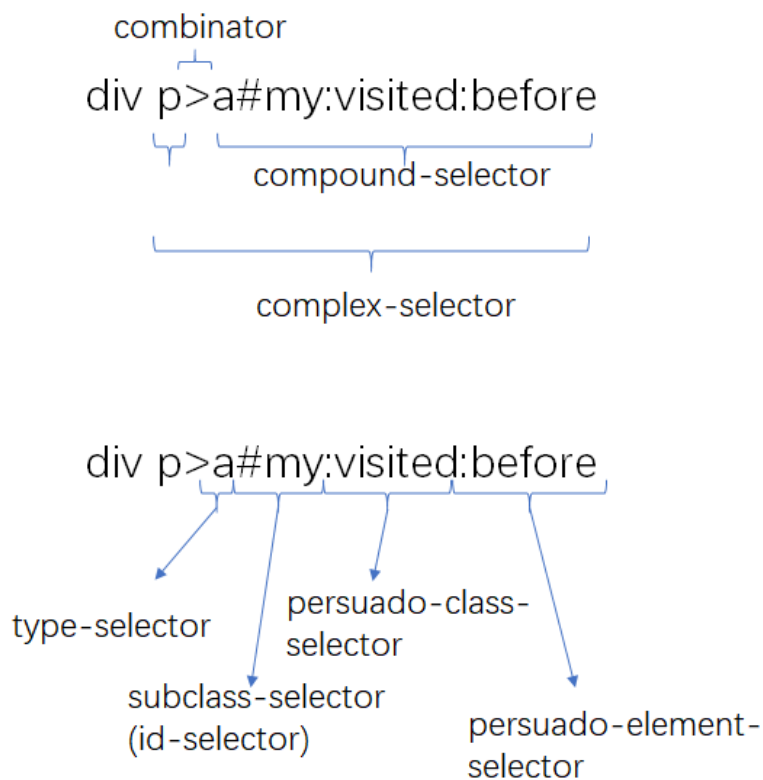 combinator
div p>a#my:visited:before
compound-selector
complex-selector
div p>a#my:visited:before
type-selector
persuado-class-
selector
subclass-selector
(id-selector)
persuado-element-
selector